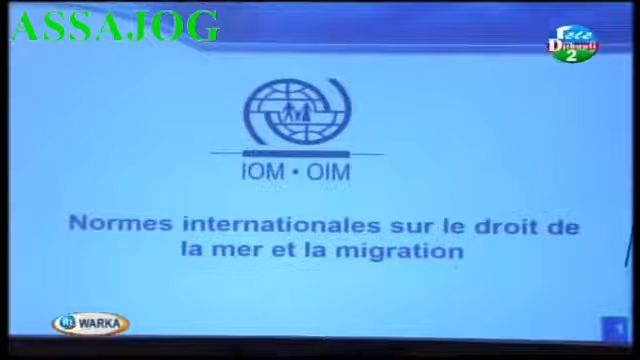 ASSAJOG
Tele
Djibouti
2
IOM • OIM
Normes internationales sur le droit de
la mer et la migration
WARKA